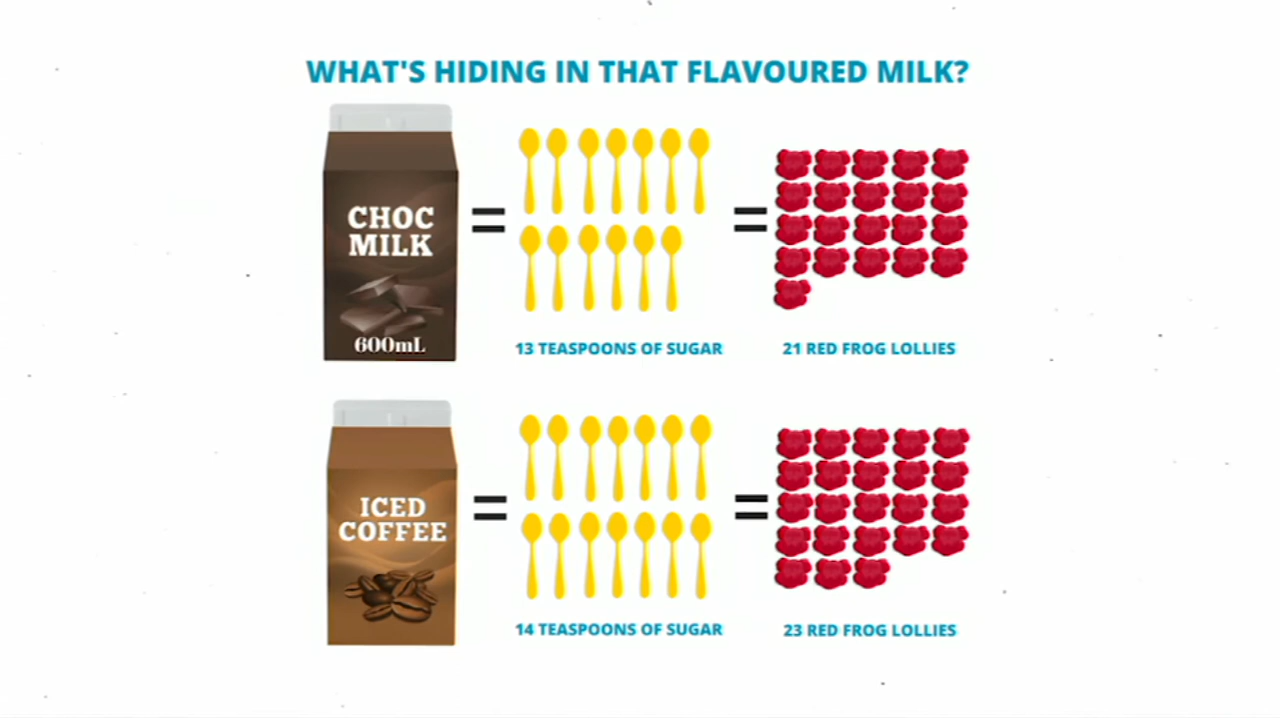 WHAT'S HIDING IN THAT FLAVOURED MILK?
CHOC
MILK
600mL
=
=
13 TEASPOONS OF SUGAR
21 RED FROG LOLLIES
ICED
COFFEE
=
=
14 TEASPOONS OF SUGAR
23 RED FROG LOLLIES